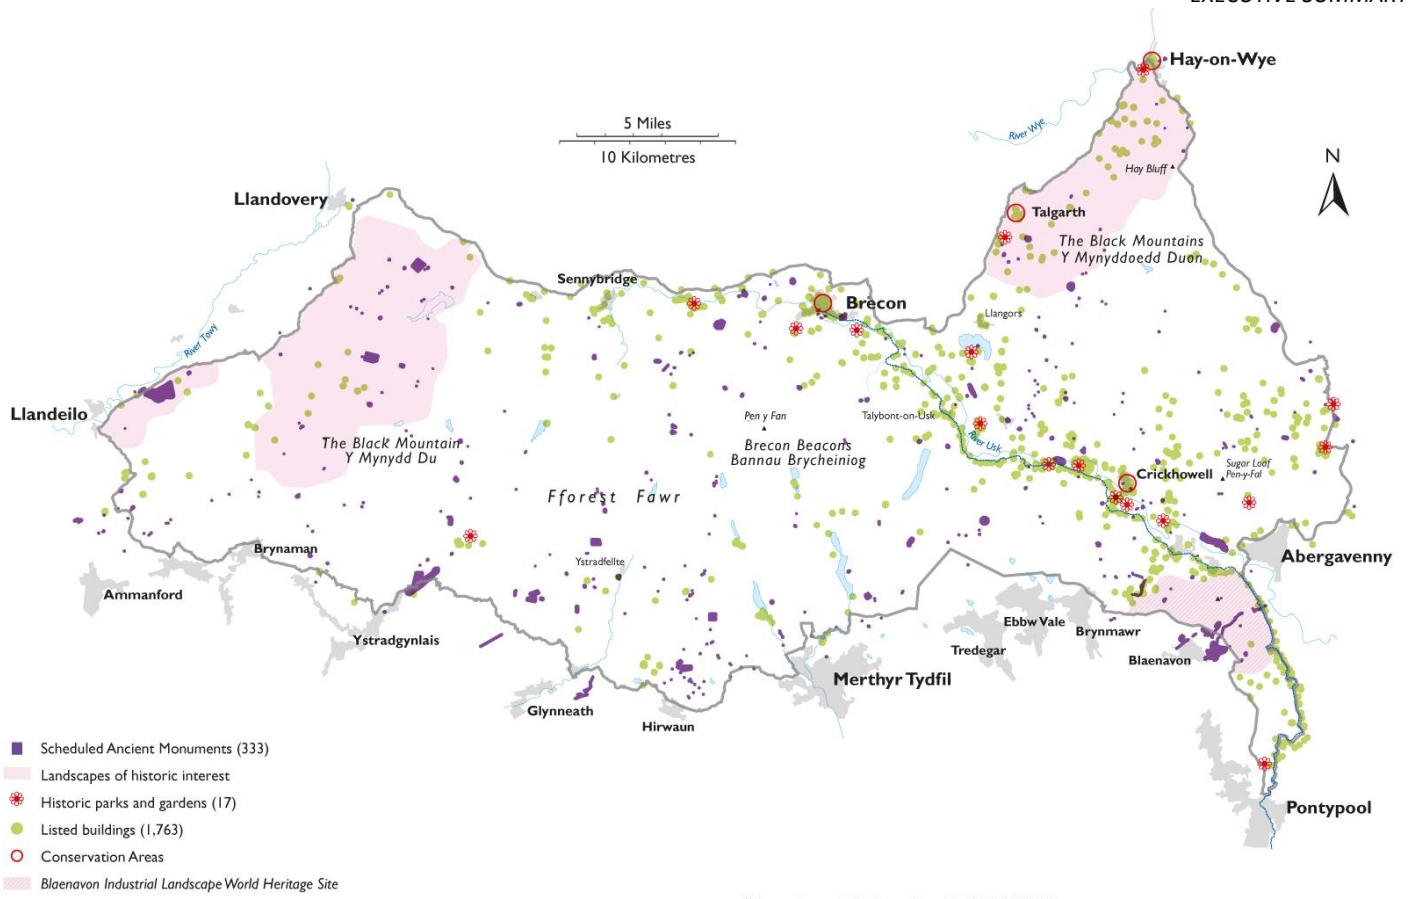 EXECUTIVE SUMMARY
Hay-on-Wye
5 Miles
10 Kilometres
River Wye
N
Hay Bluff
Llandovery
Talgarth
The Black Mountains
Y Mynyddoedd Duon
Sennybridge
Brecon
Llangors
River Towy
Llandeilo
Pen y Fan
Talybont-on-Usk
The Black Mountain
Y Mynydd Du
Brecon Beacons
Bannau Brycheiniog
River Usk
Sugar Loaf
Pen-y-Fal
Crickhowell
Fforest Fawr
Brynaman
Ystradfellte
Abergavenny
Ammanford
Ystradgynlais
Ebbw Vale
Brynmawr
Tredegar
Blaenavon
Merthyr Tydfil
Glynneath
Hirwaun
Scheduled Ancient Monuments (333)
Landscapes of historic interest
Historic parks and gardens (17)
Listed buildings (1,763)
Conservation Areas
Blaenavon Industrial Landscape World Heritage Site
Pontypool